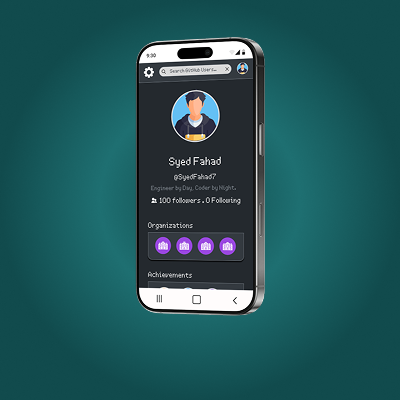 9:30
Search GitHub Users...
Syed Fahad
@SyedFahad7
Engineer by Day, Coder by Night.
100 followers . 0 Following
Organizations
Achievements